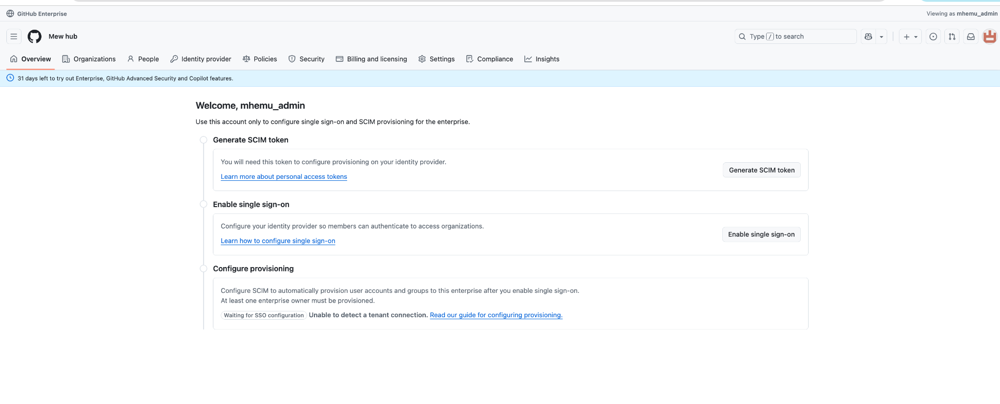 GitHub Enterprise
Viewing as mhemu_admin
Mew hub
Type / to search
Overview Organizations People Identity provider Policies Security Billing and licensing Settings Compliance Insights
31 days left to try out Enterprise, GitHub Advanced Security and Copilot features.
Welcome, mhemu_admin
Use this account only to configure single sign-on and SCIM provisioning for the enterprise.
Generate SCIM token
You will need this token to configure provisioning on your identity provider.
Learn more about personal access tokens
Generate SCIM token
Enable single sign-on
Configure your identity provider so members can authenticate to access organizations.
Learn how to configure single sign-on
Enable single sign-on
Configure provisioning
Configure SCIM to automatically provision user accounts and groups to this enterprise after you enable single sign-on.
At least one enterprise owner must be provisioned.
Waiting for SSO configuration Unable to detect a tenant connection. Read our guide for configuring provisioning.